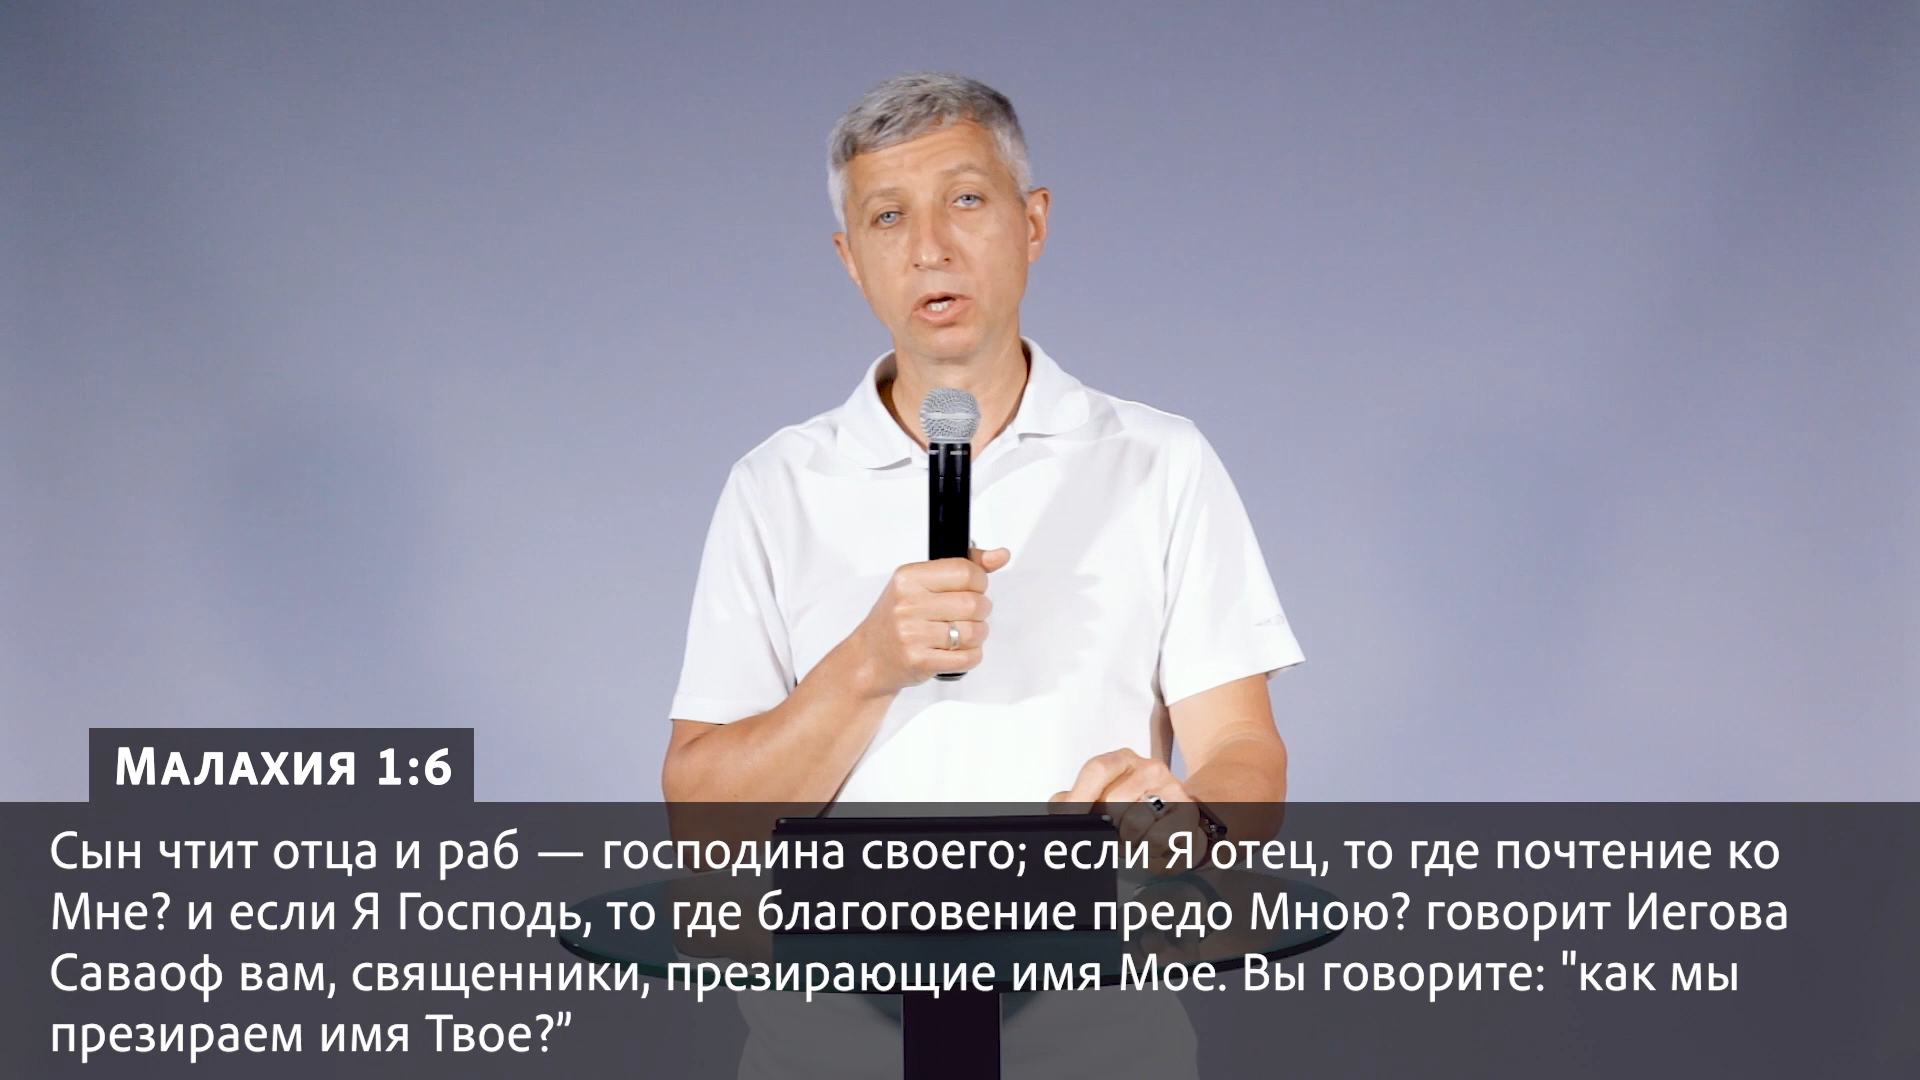 Малахия 1:6
Сын чтит отца и раб — господина своего; если Я отец, то где почтение ко
Мне? и если Я Господь, то где благоговение предо Мною? говорит Иегова
Саваоф вам, священники, презирающие имя Мое. Вы говорите: "как мы
презираем имя Твое?”